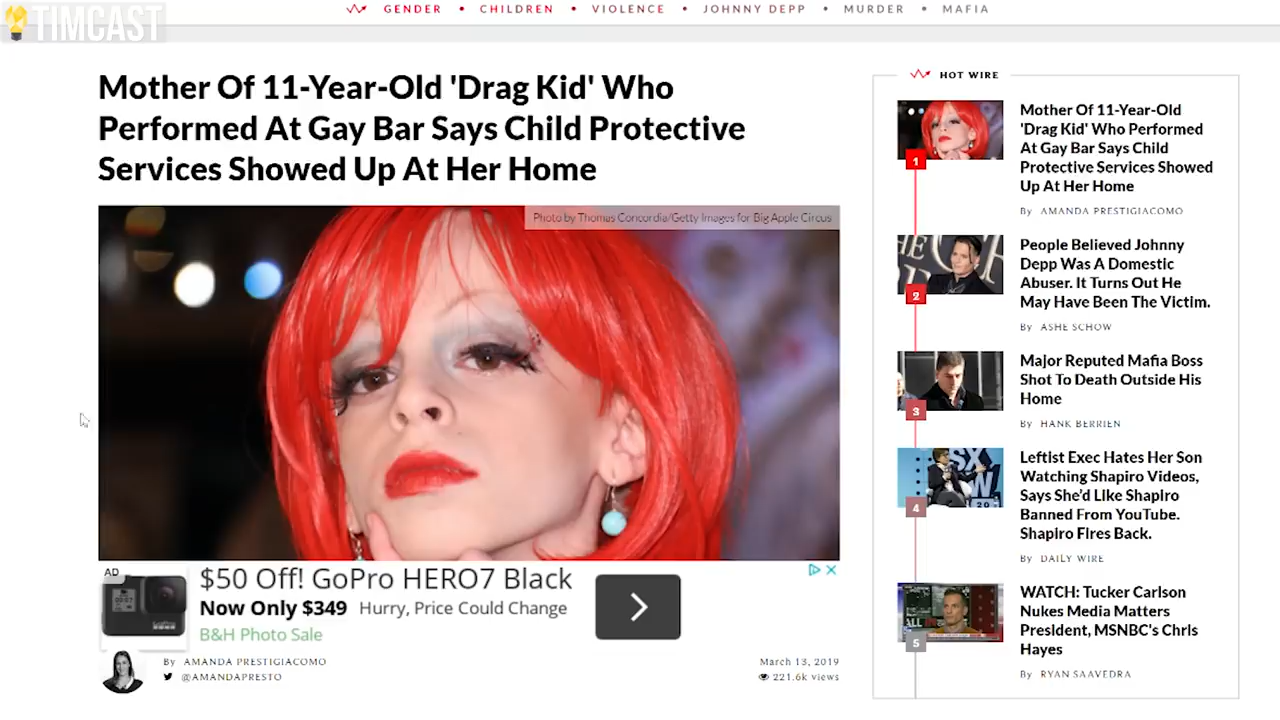 TIMCAST
GENDER • CHILDREN • VIOLENCE • JOHNNY DEPP • MURDER • MAFIA
Mother Of 11-Year-Old 'Drag Kid' Who
Performed At Gay Bar Says Child Protective
Services Showed Up At Her Home
Photo by Thomas Concordia/Getty Images for Big Apple Circus
AD
$50 Off! GoPro HERO7 Black
Now Only $349 Hurry, Price Could Change
B&H Photo Sale
By AMANDA PRESTIGIACOMO
@AMANDAPRESTO
March 13, 2019
221.6k views
HOT WIRE
1
Mother Of 11-Year-Old
'Drag Kid' Who Performed
At Gay Bar Says Child
Protective Services Showed
Up At Her Home
By AMANDA PRESTIGIACOMO
2
People Believed Johnny
Depp Was A Domestic
Abuser. It Turns Out He
May Have Been The Victim.
By ASHE SCHOW
3
Major Reputed Mafia Boss
Shot To Death Outside His
Home
By HANK BERRIEN
4
Leftist Exec Hates Her Son
Watching Shapiro Videos,
Says She'd Like Shapiro
Banned From YouTube.
Shapiro Fires Back.
By DAILY WIRE
5
WATCH: Tucker Carlson
Nukes Media Matters
President, MSNBC's Chris
Hayes
By RYAN SAAVEDRA